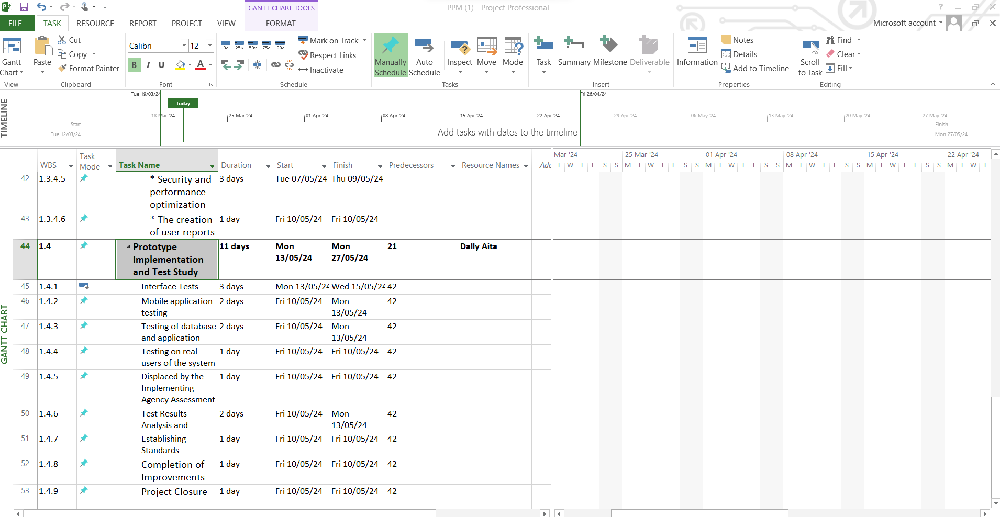 GANTT CHART TOOLS
PPM (1) - Project Professional
?
FILE TASK RESOURCE REPORT PROJECT VIEW FORMAT
Microsoft account
Gantt
Chart
View
Paste
Cut
Copy
Format Painter
Clipboard
Calibri 12
B I U A
Font
0% 25% 50% 75% 100%
Mark on Track
Respect Links
Inactivate
Schedule
Manually
Schedule
Auto
Schedule
Inspect
Move
Mode
Tasks
Task
Summary
Milestone
Deliverable
Insert
Information
Notes
Details
Add to Timeline
Properties
Scroll
to Task
Find
Clear
Fill
Editing
TIMELINE
Tue 19/03/24 Fri 26/04/24
Today
18 Mar '24 25 Mar '24 01 Apr '24 08 Apr '24 15 Apr '24 22 Apr '24 29 Apr '24 06 May '24 13 May '24 20 May '24 27 May '24
Start
Tue 12/03/24
Add tasks with dates to the timeline
Finish
Mon 27/05/24
GANTT CHART
WBS Task
Mode Task Name Duration Start Finish Predecessors Resource Names Adc
Mar '24 25 Mar '24 01 Apr '24 08 Apr '24 15 Apr '24 22 Apr '24
T W T F S S M T W T F S S M T W T F S S M T W T F S S M T W T F S S M T W T
42 1.3.4.5 * Security and 3 days Tue 07/05/24 Thu 09/05/24
performance
optimization
43 1.3.4.6 * The creation 1 day Fri 10/05/24 Fri 10/05/24
of user reports
44 1.4 Prototype 11 days Mon Mon 21 Dally Aita
Implementation 13/05/24 27/05/24
and Test Study
45 1.4.1 Interface Tests 3 days Mon 13/05/24 Wed 15/05/24 42
46 1.4.2 Mobile application 2 days Fri 10/05/24 Mon 42
testing 13/05/24
47 1.4.3 Testing of database 2 days Fri 10/05/24 Mon 42
and application 13/05/24
48 1.4.4 Testing on real 1 day Fri 10/05/24 Fri 10/05/24 42
users of the system
49 1.4.5 Displaced by the 1 day Fri 10/05/24 Fri 10/05/24 42
Implementing
Agency Assessment
50 1.4.6 Test Results 2 days Fri 10/05/24 Mon 42
Analysis and 13/05/24
51 1.4.7 Establishing 1 day Fri 10/05/24 Fri 10/05/24 42
Standards
52 1.4.8 Completion of 1 day Fri 10/05/24 Fri 10/05/24 42
Improvements
53 1.4.9 Project Closure 1 day Fri 10/05/24 Fri 10/05/24 42